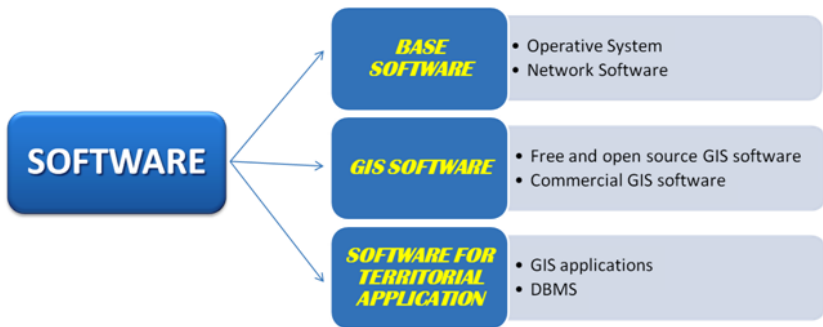 SOFTWARE
BASE
SOFTWARE
• Operative System
• Network Software
GIS SOFTWARE
• Free and open source GIS software
• Commercial GIS software
SOFTWARE FOR
TERRITORIAL
APPLICATION
• GIS applications
• DBMS